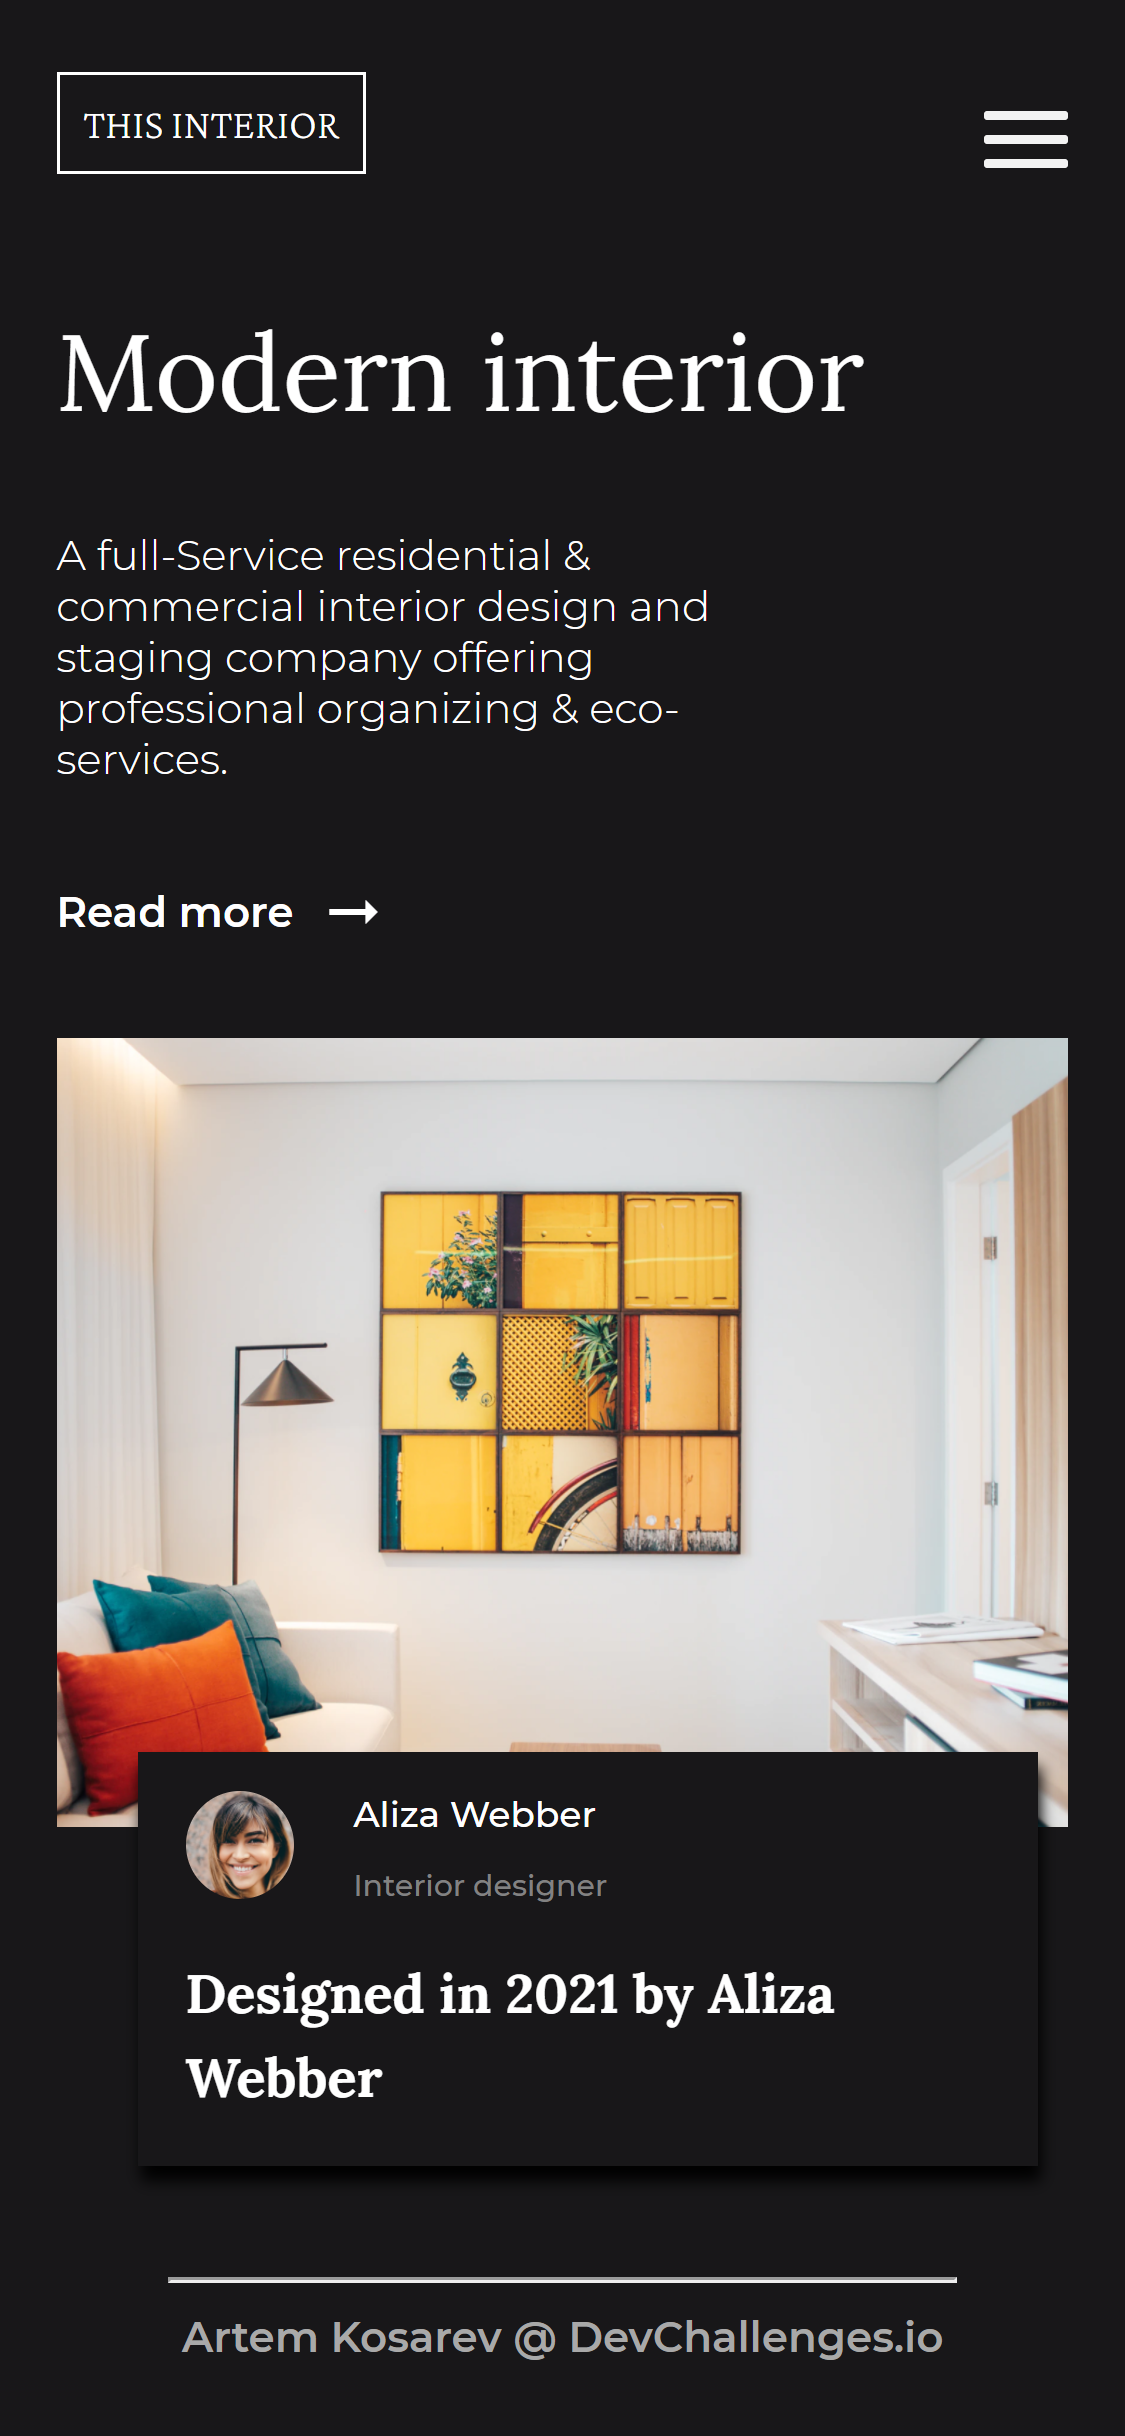 THIS INTERIOR
Modern interior
A full-Service residential &
commercial interior design and
staging company offering
professional organizing & eco-
services.
Read more
Aliza Webber
Interior designer
Designed in 2021 by Aliza
Webber
Artem Kosarev @ DevChallenges.io